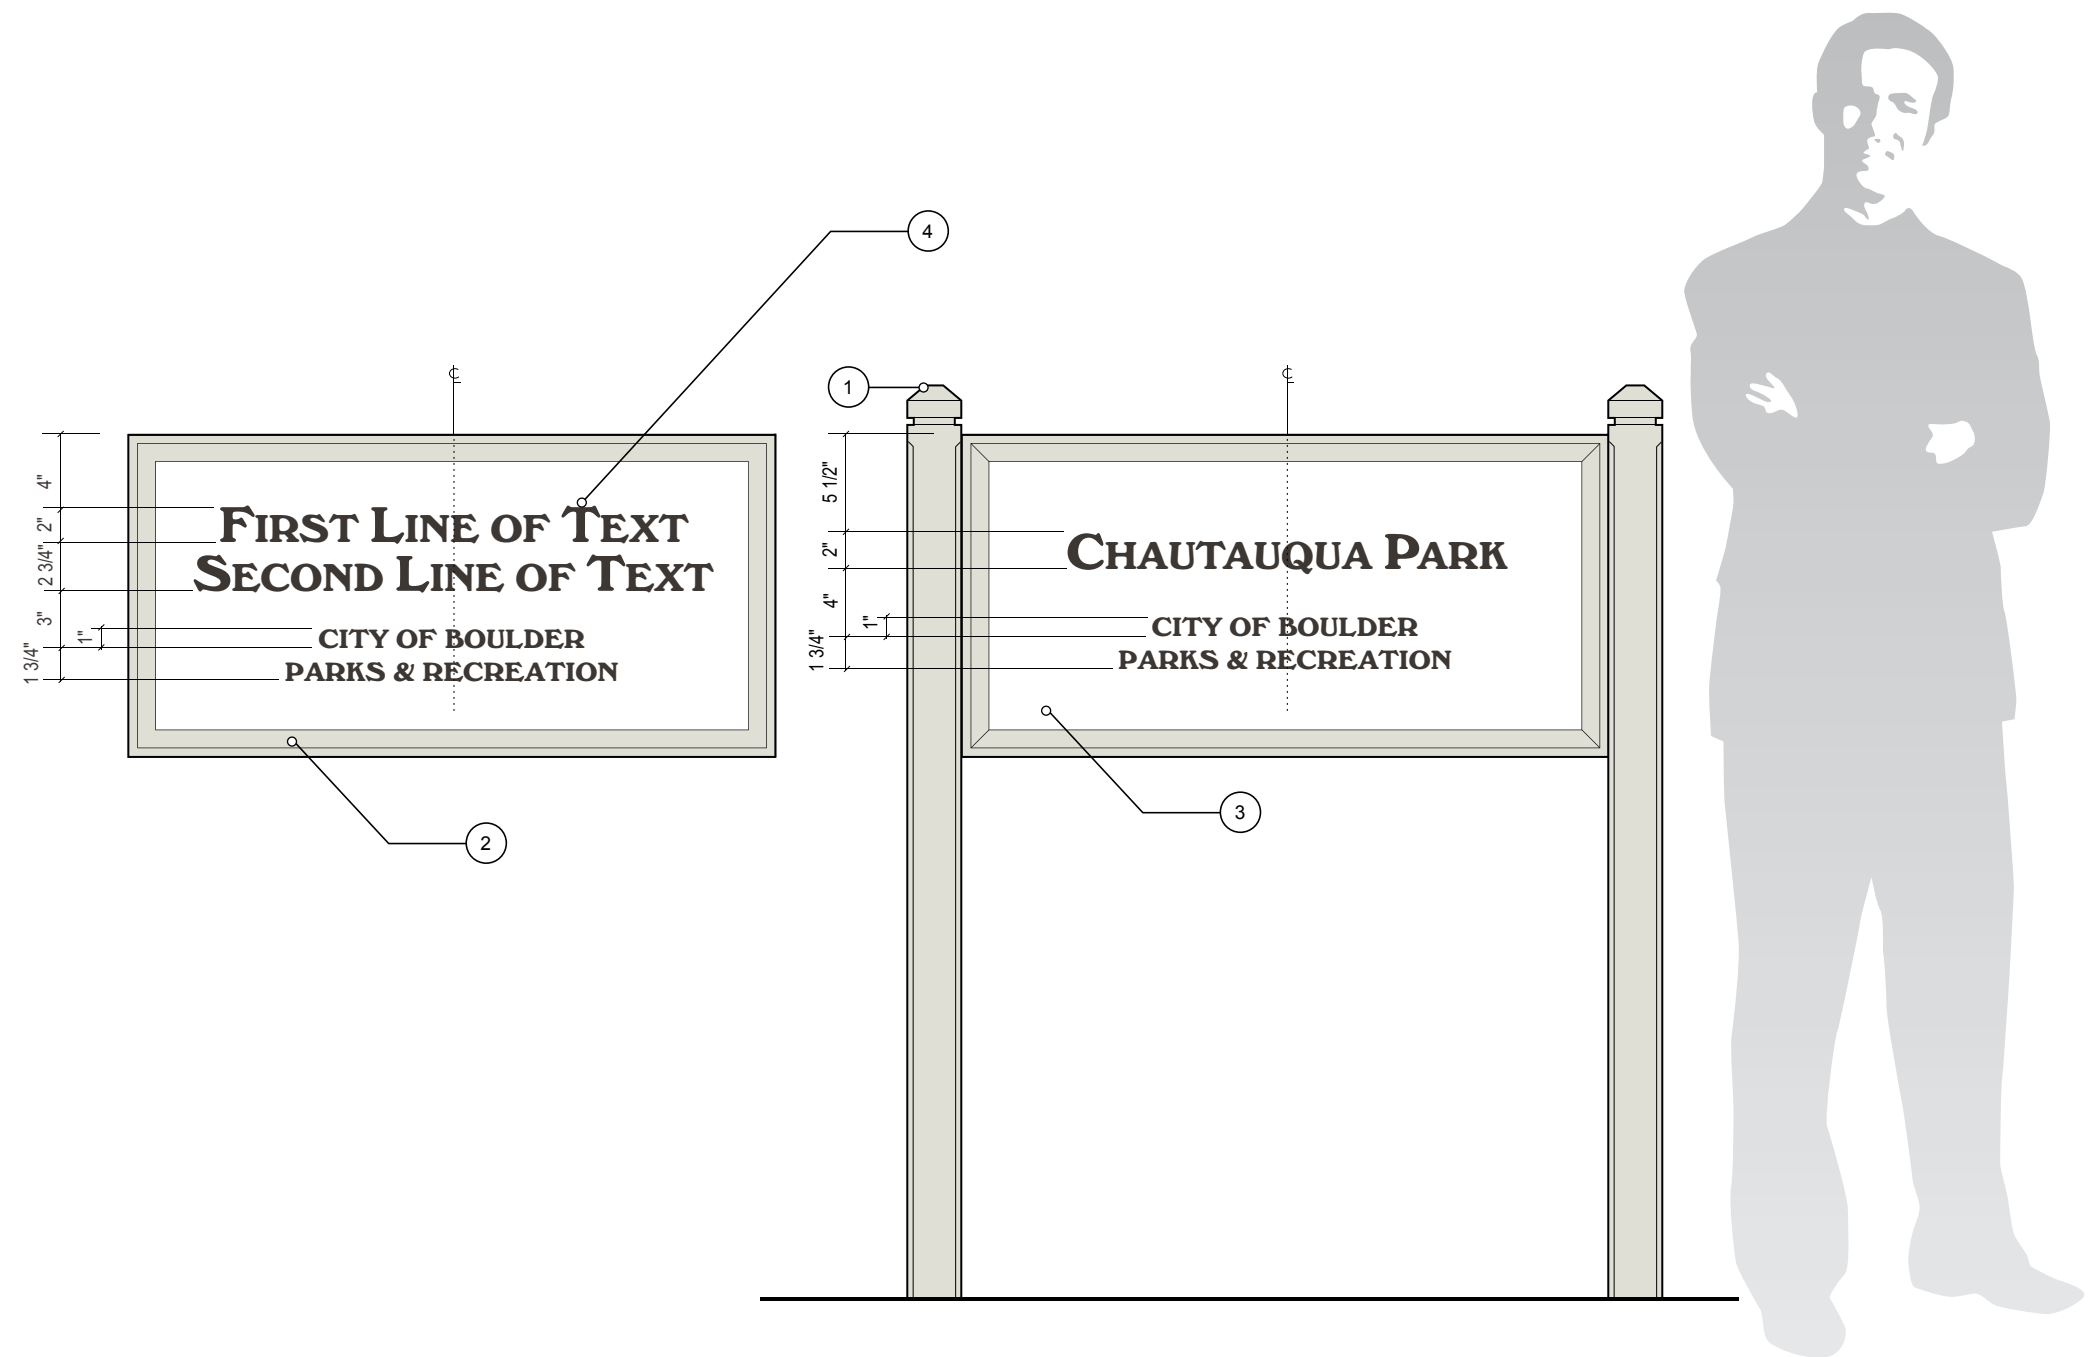 4
℄
℄
1
4"
2"
2 3/4"
3"
1"
1 3/4"
First Line of Text
Second Line of Text
CITY OF BOULDER
PARKS & RECREATION
2
5 1/2"
2"
4"
1"
1 3/4"
Chautauqua Park
CITY OF BOULDER
PARKS & RECREATION
3